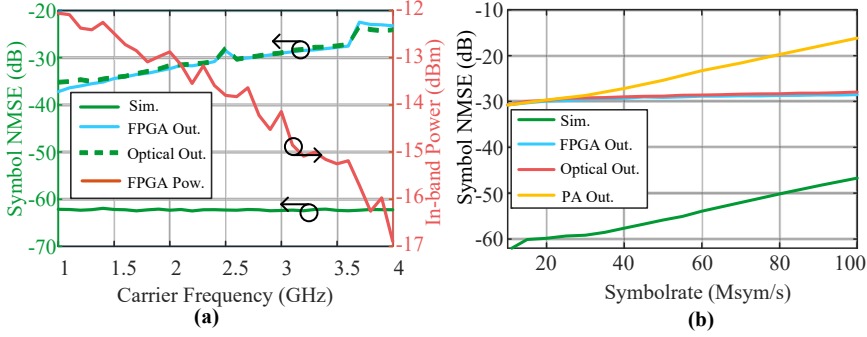 -20
-30
-40
-50
-60
-70
Symbol NMSE (dB)
Sim.
FPGA Out.
Optical Out.
FPGA Pow.
-12
-13
-14
-15
-16
-17
In-band Power (dBm)
1 1.5 2 2.5 3 3.5 4
Carrier Frequency (GHz)
(a)
-10
-20
-30
-40
-50
-60
Symbol NMSE (dB)
Sim.
FPGA Out.
Optical Out.
PA Out.
20 40 60 80 100
Symbolrate (Msym/s)
(b)